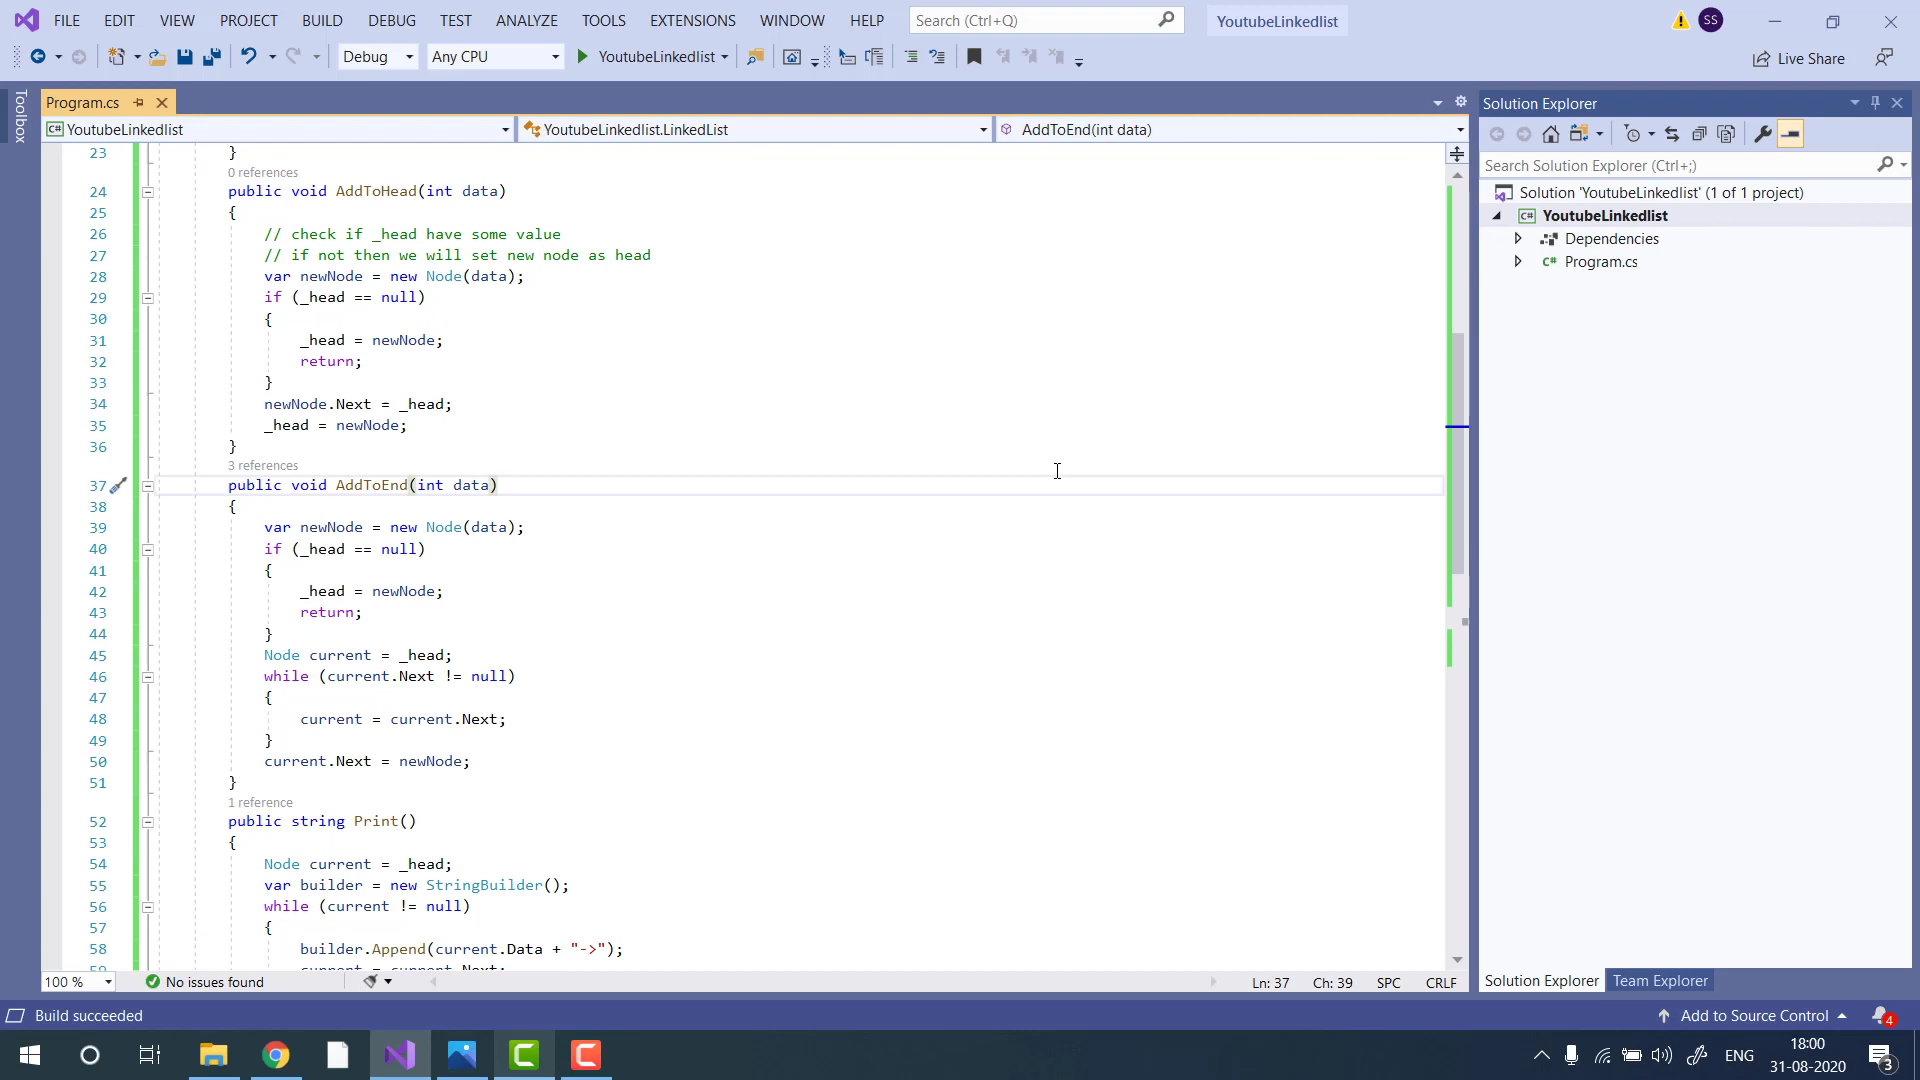 FILE EDIT VIEW PROJECT BUILD DEBUG TEST ANALYZE TOOLS EXTENSIONS WINDOW HELP Search (Ctrl+Q) YoutubeLinkedlist SS
Debug Any CPU YoutubeLinkedlist Live Share
Toolbox
Program.cs
YoutubeLinkedlist YoutubeLinkedlist.LinkedList AddToEnd(int data)
23 }
0 references
24 public void AddToHead(int data)
25 {
26 // check if _head have some value
27 // if not then we will set new node as head
28 var newNode = new Node(data);
29 if (_head == null)
30 {
31 _head = newNode;
32 return;
33 }
34 newNode.Next = _head;
35 _head = newNode;
36 }
3 references
37 public void AddToEnd(int data)
38 {
39 var newNode = new Node(data);
40 if (_head == null)
41 {
42 _head = newNode;
43 return;
44 }
45 Node current = _head;
46 while (current.Next != null)
47 {
48 current = current.Next;
49 }
50 current.Next = newNode;
51 }
1 reference
52 public string Print()
53 {
54 Node current = _head;
55 var builder = new StringBuilder();
56 while (current != null)
57 {
58 builder.Append(current.Data + "->");
59 current = current.Next;
100 % No issues found Ln: 37 Ch: 39 SPC CRLF
Solution Explorer
Search Solution Explorer (Ctrl+;)
Solution 'YoutubeLinkedlist' (1 of 1 project)
C# YoutubeLinkedlist
Dependencies
C# Program.cs
Solution Explorer Team Explorer
Build succeeded Add to Source Control 4
ENG 18:00
31-08-2020 3